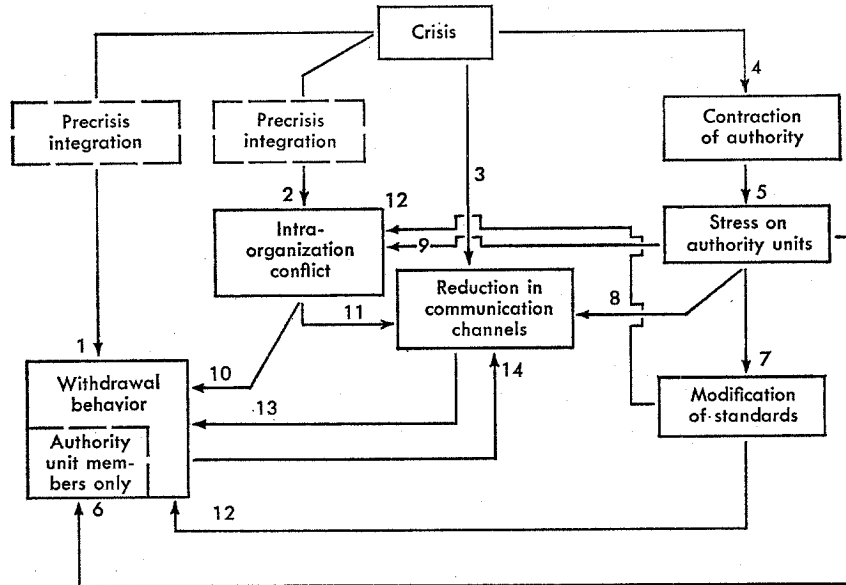 Crisis
4
Precrisis
integration
Precrisis
integration
Contraction
of authority
3
2
12
5
Intra-
organization
conflict
9
Stress on
authority units
Reduction in
communication
channels
8
11
1
10
14
7
Withdrawal
behavior
13
Modification
of standards
Authority
unit mem-
bers only
6
12